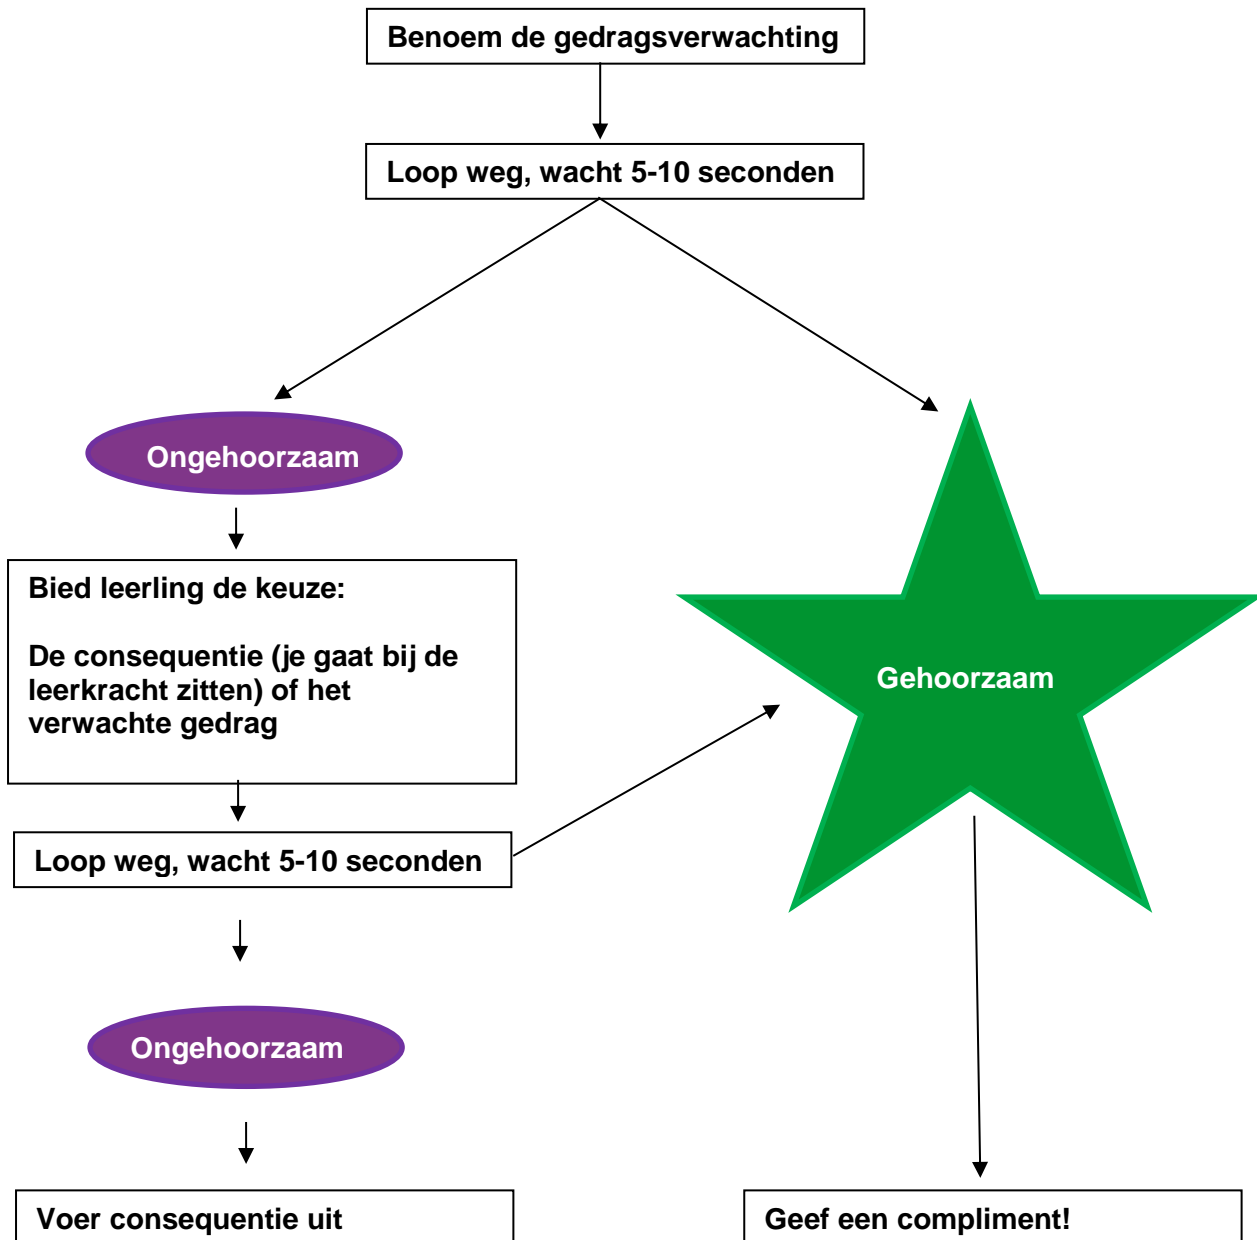 Benoem de gedragsverwachting
Loop weg, wacht 5-10 seconden
Ongehoorzaam
Bied leerling de keuze:
De consequentie (je gaat bij de
leerkracht zitten) of het
verwachte gedrag
Gehoorzaam
Loop weg, wacht 5-10 seconden
Ongehoorzaam
Voer consequentie uit
Geef een compliment!